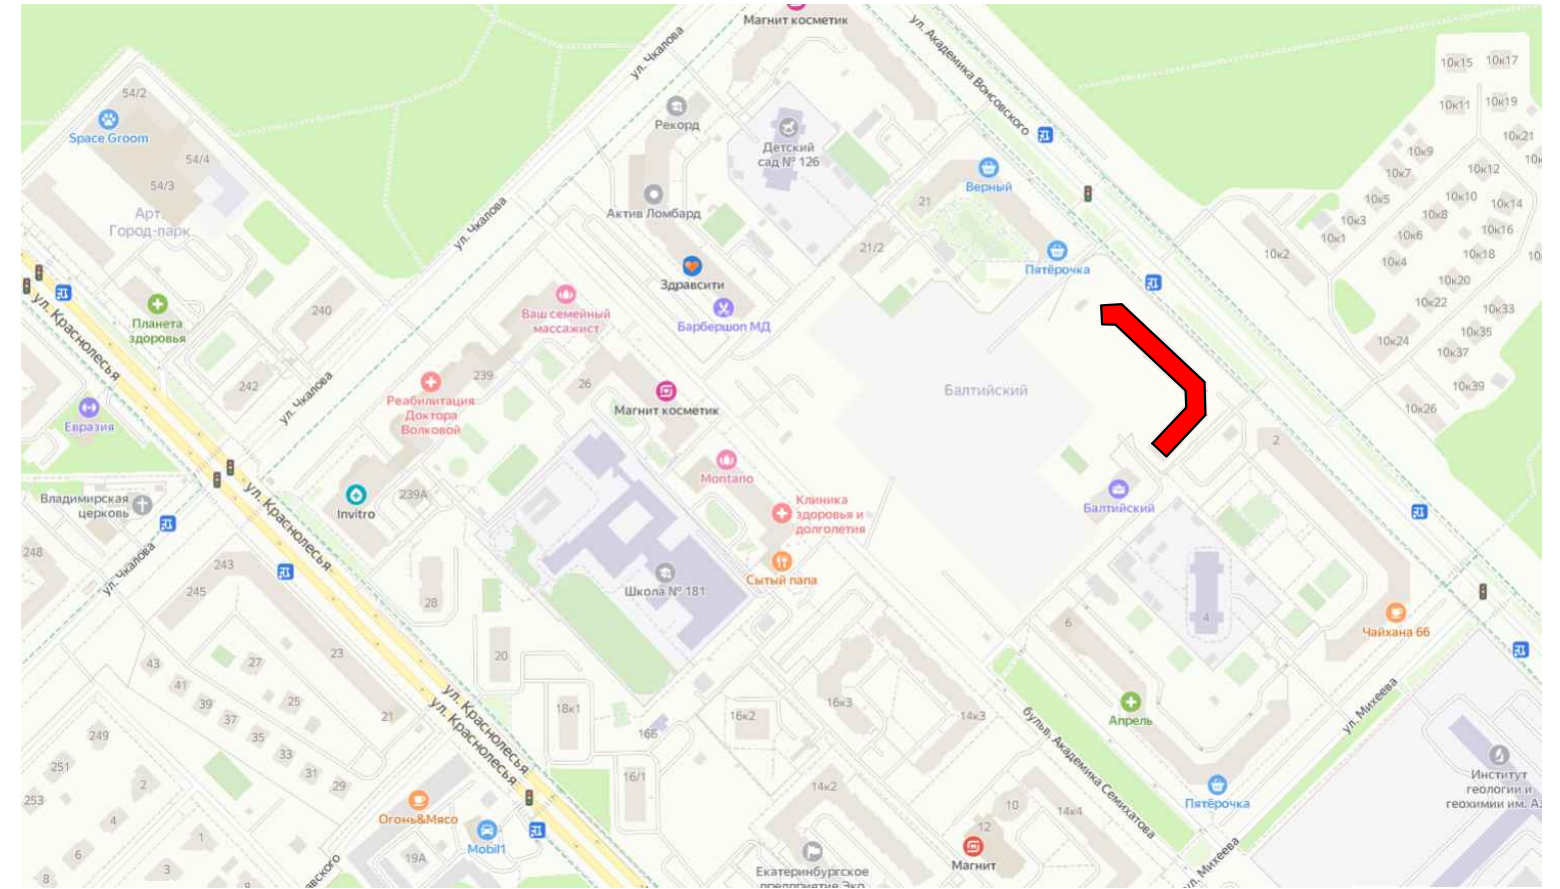 Магнит косметик
ул. Чкалова
ул. Академика Вонсовского
10к15
10к17
54/2
Space Groom
10к11
10к19
Рекорд
Детский
сад № 126
10к21
54/4
10к9
Верный
10к7
10к12
54/3
Актив Ломбард
21
10к5
10к10
10к14
Арт.
Город-парк
ул. Чкалова
10к3
10к8
10к16
10к1
10к6
21/2
10к2
10к18
Пятёрочка
10к4
Здравсити
10к20
ул. Краснолесья
Планета
здоровья
240
Ваш семейный
массажист
Барбершоп МД
10к22
10к33
10к35
10к24
10к37
242
ул. Чкалова
239
26
Балтийский
10к39
Реабилитация
Доктора
Волковой
Магнит косметик
10к26
Евразия
2
Montano
Владимирская
церковь
ул. Краснолесья
239А
Invitro
Клиника
здоровья и
долголетия
Балтийский
248
ул. Чкалова
243
245
Сытый папа
Школа № 181
28
4
6
Чайхана 66
23
20
43
27
41
25
39
37
21
35
33
31
29
249
251
253
2
4
1
6
3
8
ул. Краснолесья
ул. Краснолесья
18к1
16б
16к2
16к3
14к3
бульв. Академика Семихатова
Апрель
ул. Михеева
16/1
14к2
10
14к4
12
Пятёрочка
Институт
геологии и
геохимии им. А.
Огонь&Мясо
Mobil1
19А
Магнит
ул. Михеева
Екатеринбургское